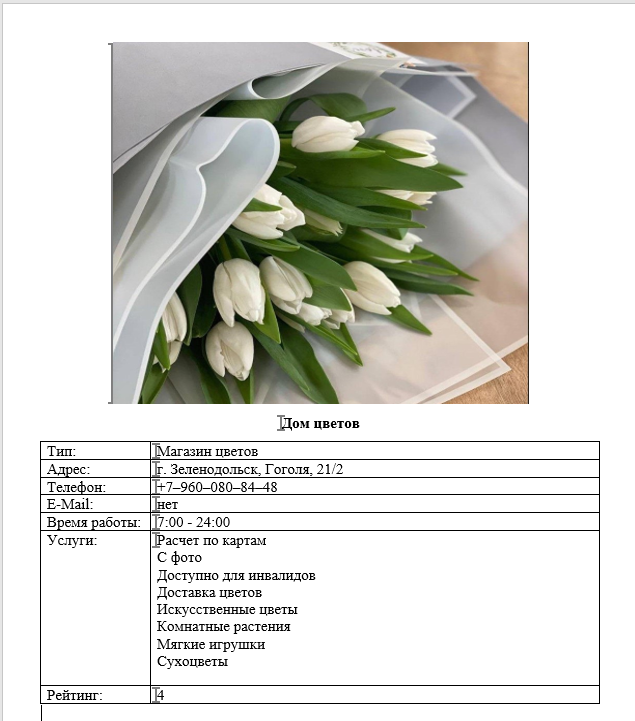 Дом цветов
Тип: Магазин цветов
Адрес: г. Зеленодольск, Гоголя, 21/2
Телефон: +7–960–080–84–48
E-Mail: нет
Время работы: 7:00 - 24:00
Услуги: Расчет по картам
С фото
Доступно для инвалидов
Доставка цветов
Искусственные цветы
Комнатные растения
Мягкие игрушки
Сухоцветы
Рейтинг: 4